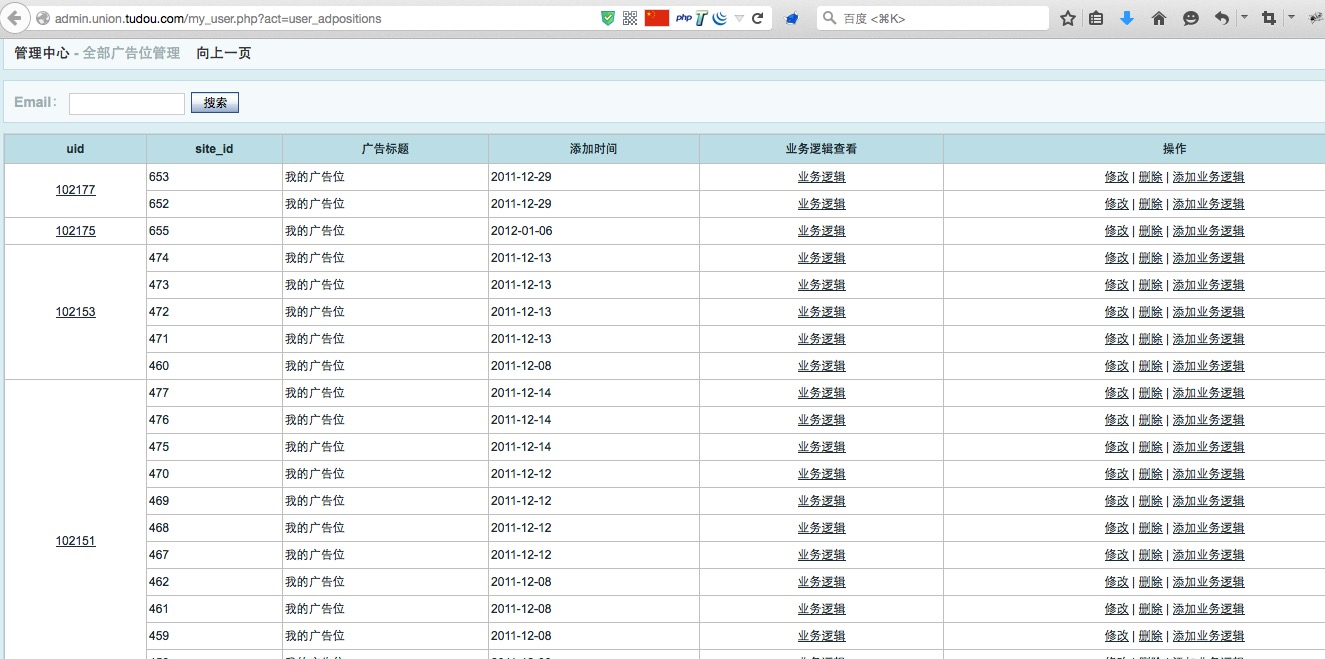 admin.union.tudou.com/my_user.php?act=user_adpositions php T 百度 <⌘K>
管理中心 - 全部广告位管理 向上一页
Email： 搜索
uid site_id 广告标题 添加时间 业务逻辑查看 操作
102177 653 我的广告位 2011-12-29 业务逻辑 修改 | 删除 | 添加业务逻辑
652 我的广告位 2011-12-29 业务逻辑 修改 | 删除 | 添加业务逻辑
102175 655 我的广告位 2012-01-06 业务逻辑 修改 | 删除 | 添加业务逻辑
102153 474 我的广告位 2011-12-13 业务逻辑 修改 | 删除 | 添加业务逻辑
473 我的广告位 2011-12-13 业务逻辑 修改 | 删除 | 添加业务逻辑
472 我的广告位 2011-12-13 业务逻辑 修改 | 删除 | 添加业务逻辑
471 我的广告位 2011-12-13 业务逻辑 修改 | 删除 | 添加业务逻辑
460 我的广告位 2011-12-08 业务逻辑 修改 | 删除 | 添加业务逻辑
102151 477 我的广告位 2011-12-14 业务逻辑 修改 | 删除 | 添加业务逻辑
476 我的广告位 2011-12-14 业务逻辑 修改 | 删除 | 添加业务逻辑
475 我的广告位 2011-12-14 业务逻辑 修改 | 删除 | 添加业务逻辑
470 我的广告位 2011-12-12 业务逻辑 修改 | 删除 | 添加业务逻辑
469 我的广告位 2011-12-12 业务逻辑 修改 | 删除 | 添加业务逻辑
468 我的广告位 2011-12-12 业务逻辑 修改 | 删除 | 添加业务逻辑
467 我的广告位 2011-12-12 业务逻辑 修改 | 删除 | 添加业务逻辑
462 我的广告位 2011-12-08 业务逻辑 修改 | 删除 | 添加业务逻辑
461 我的广告位 2011-12-08 业务逻辑 修改 | 删除 | 添加业务逻辑
459 我的广告位 2011-12-08 业务逻辑 修改 | 删除 | 添加业务逻辑